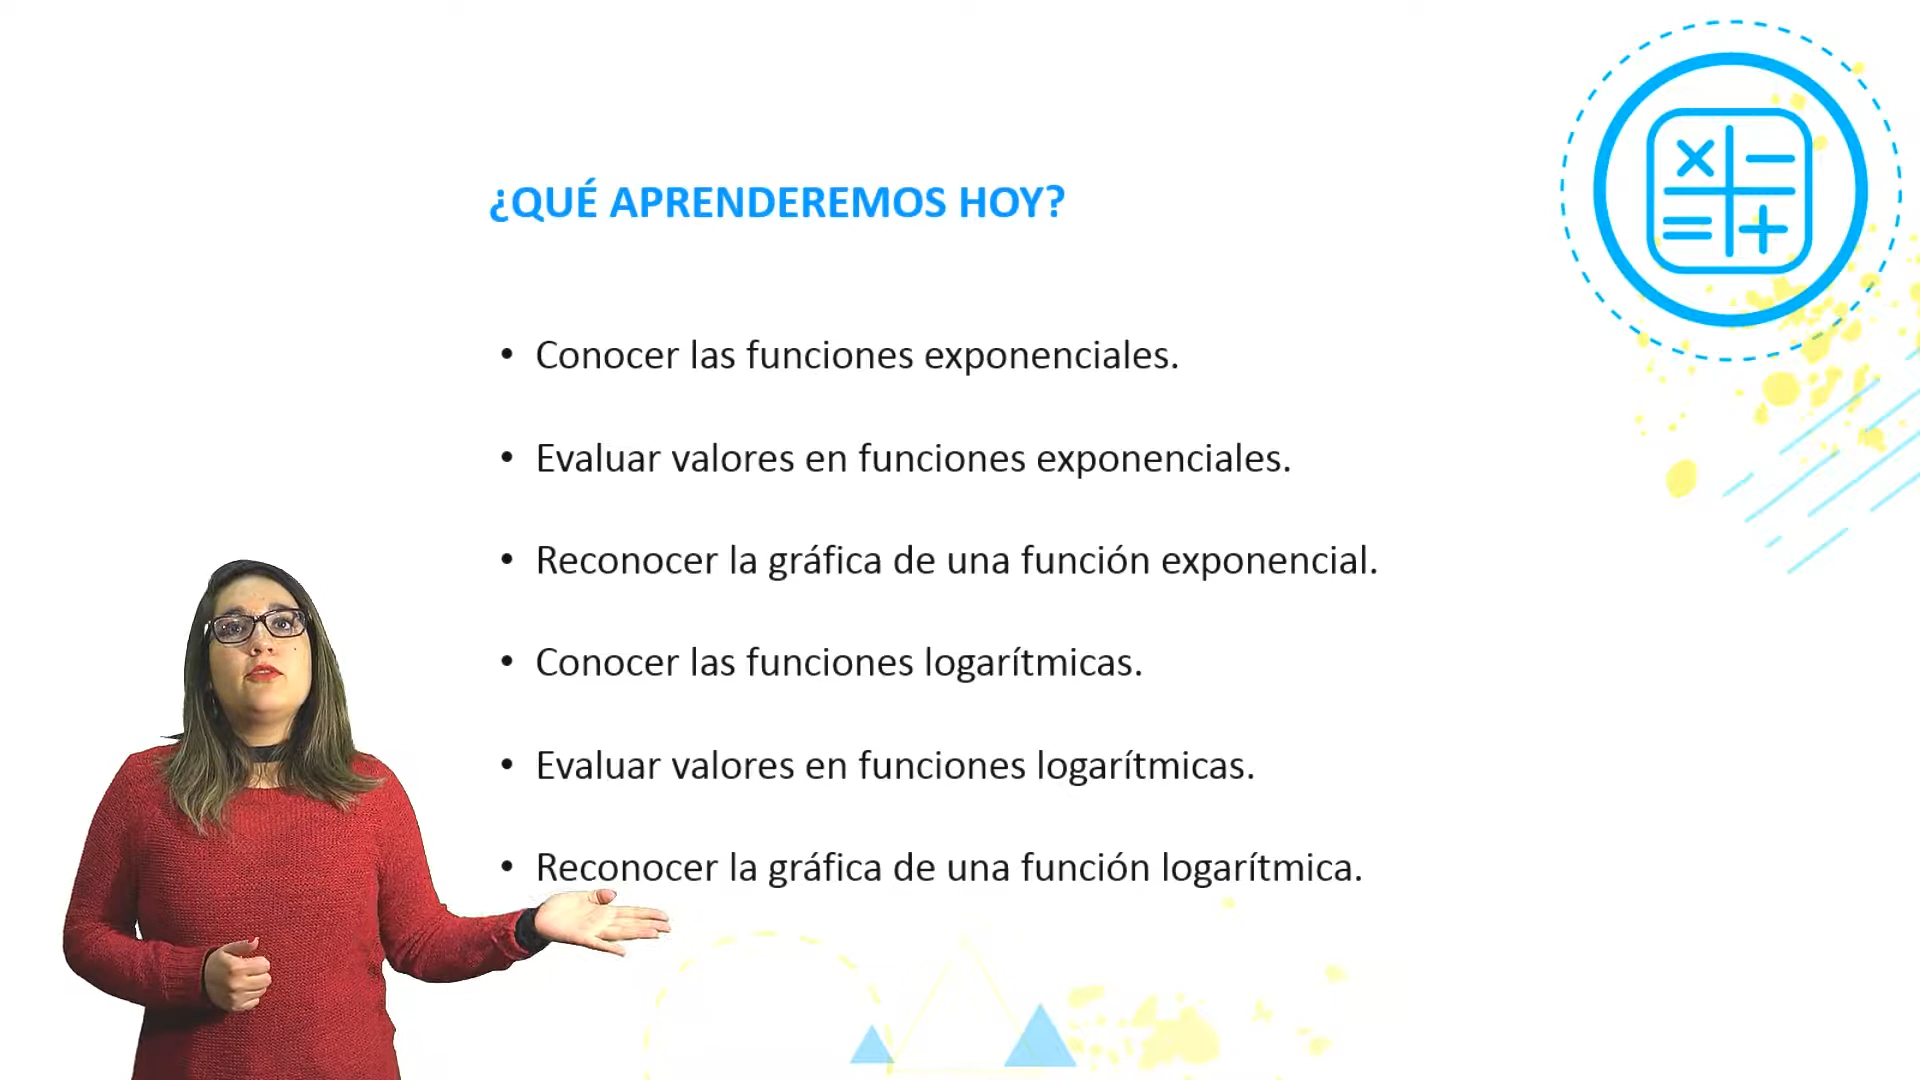 ¿QUÉ APRENDEREMOS HOY?
• Conocer las funciones exponenciales.
• Evaluar valores en funciones exponenciales.
• Reconocer la gráfica de una función exponencial.
• Conocer las funciones logarítmicas.
• Evaluar valores en funciones logarítmicas.
• Reconocer la gráfica de una función logarítmica.